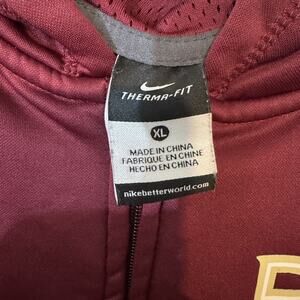 THERMA-FIT
XL
MADE IN CHINA
FABRIQUE EN CHINE
HECHO EN CHINA
nikebetterworld.com